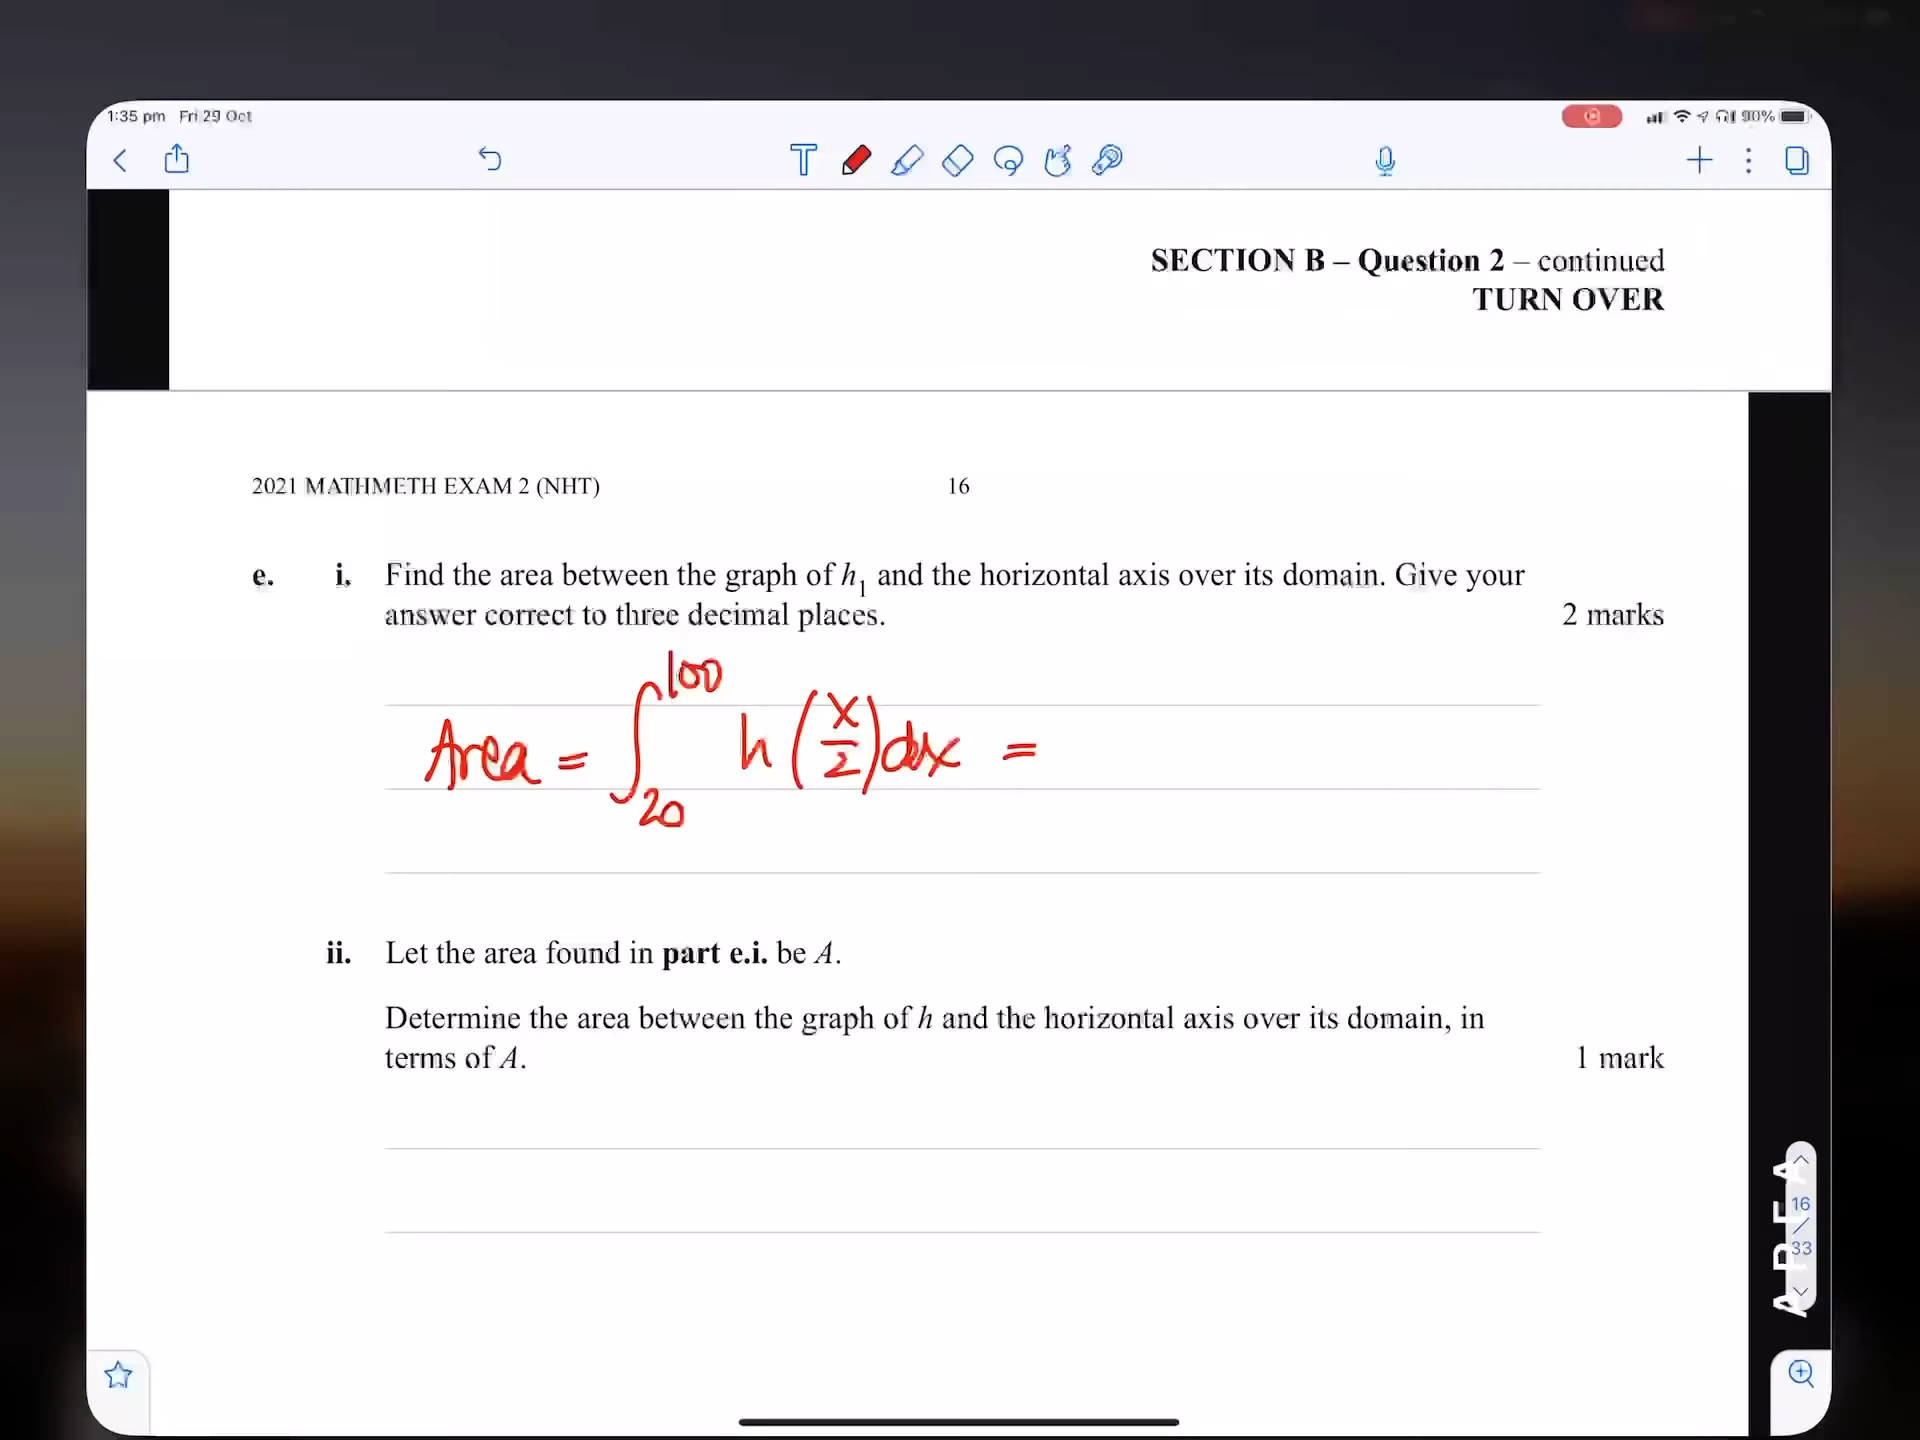 1:35 pm Fri 29 Oct
90%
SECTION B – Question 2 – continued
TURN OVER
2021 MATHMETH EXAM 2 (NHT)
16
e. i. Find the area between the graph of h₁ and the horizontal axis over its domain. Give your
answer correct to three decimal places.
2 marks
Area = ∫₂₀¹⁰⁰ h(x/2)dx =
ii. Let the area found in part e.i. be A.
Determine the area between the graph of h and the horizontal axis over its domain, in
terms of A.
1 mark
AREA
16
/
33